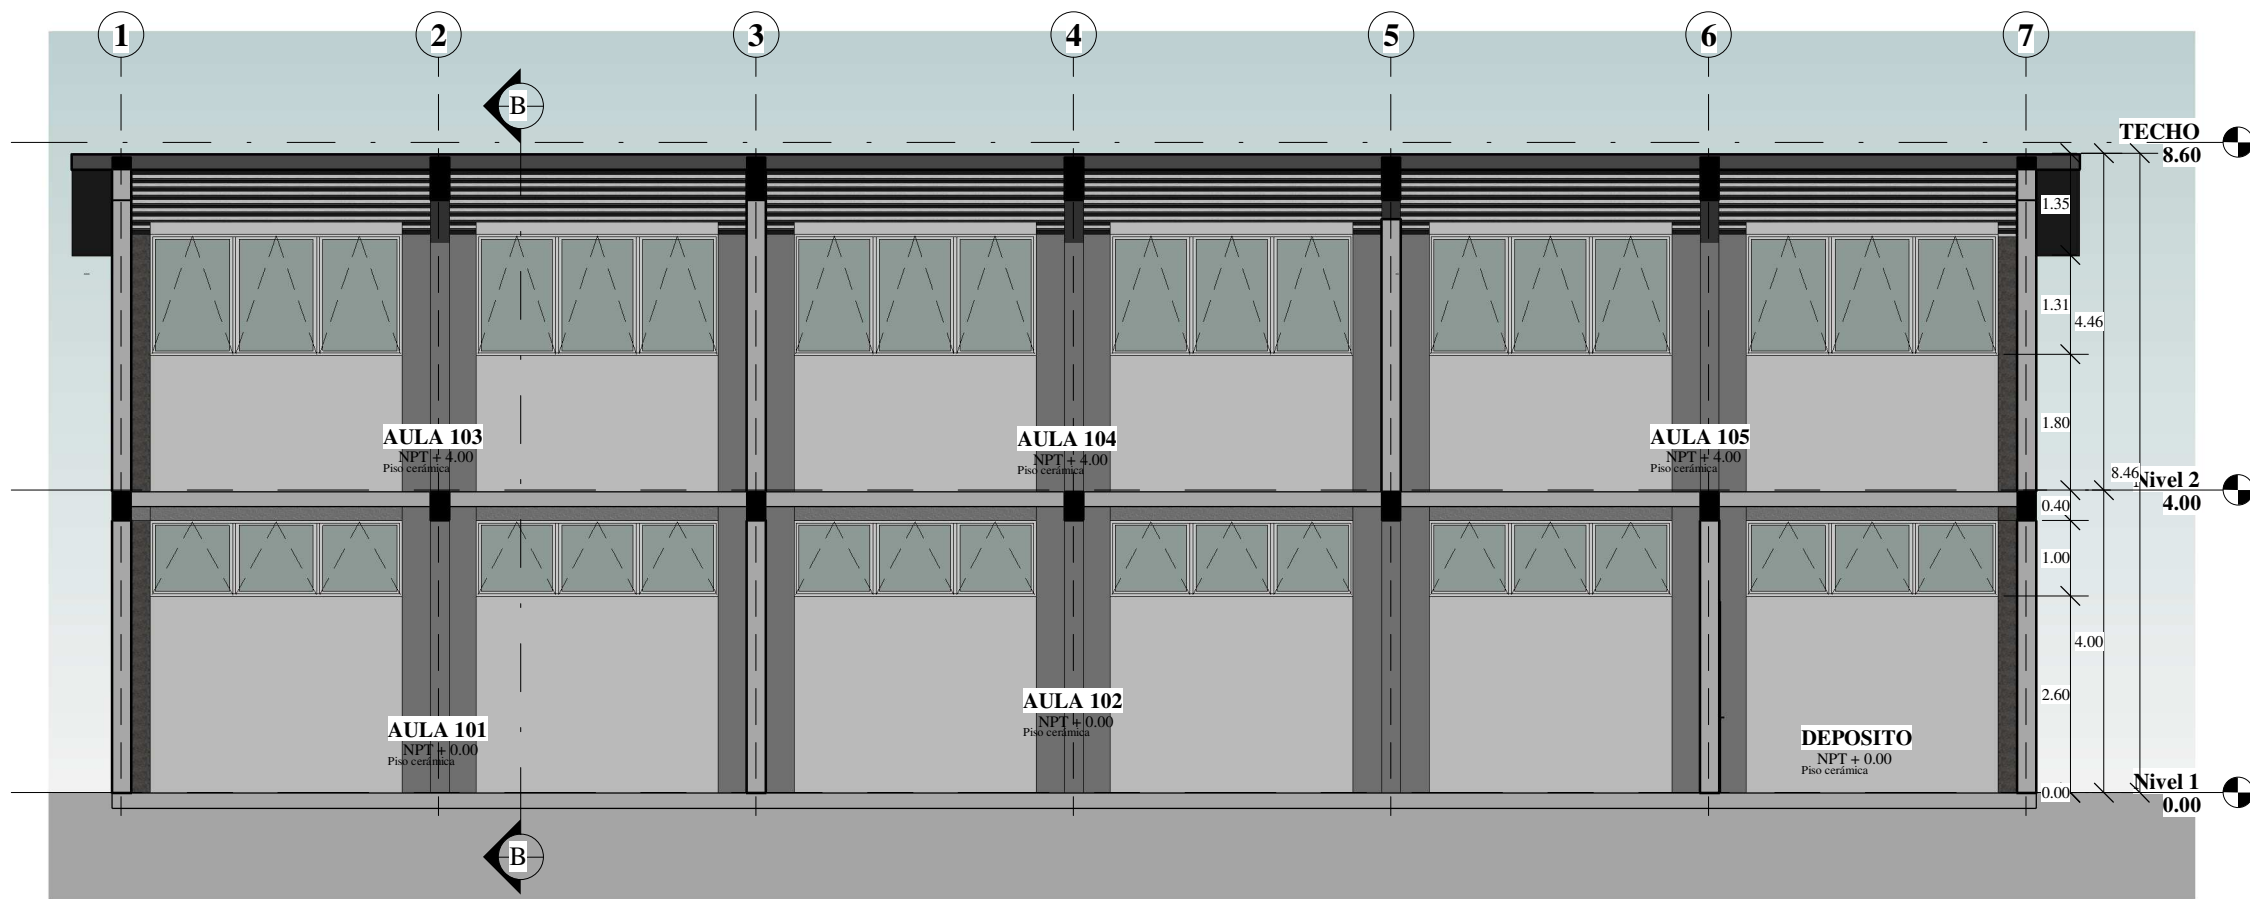 1 2 3 4 5 6 7
B
TECHO
8.60
1.35
1.31
4.46
1.80
AULA 103
NPT + 4.00
Piso cerámica
AULA 104
NPT + 4.00
Piso cerámica
AULA 105
NPT + 4.00
Piso cerámica
8.46
Nivel 2
4.00
0.40
1.00
4.00
2.60
AULA 101
NPT + 0.00
Piso cerámica
AULA 102
NPT + 0.00
Piso cerámica
DEPOSITO
NPT + 0.00
Piso cerámica
0.00
Nivel 1
0.00
B